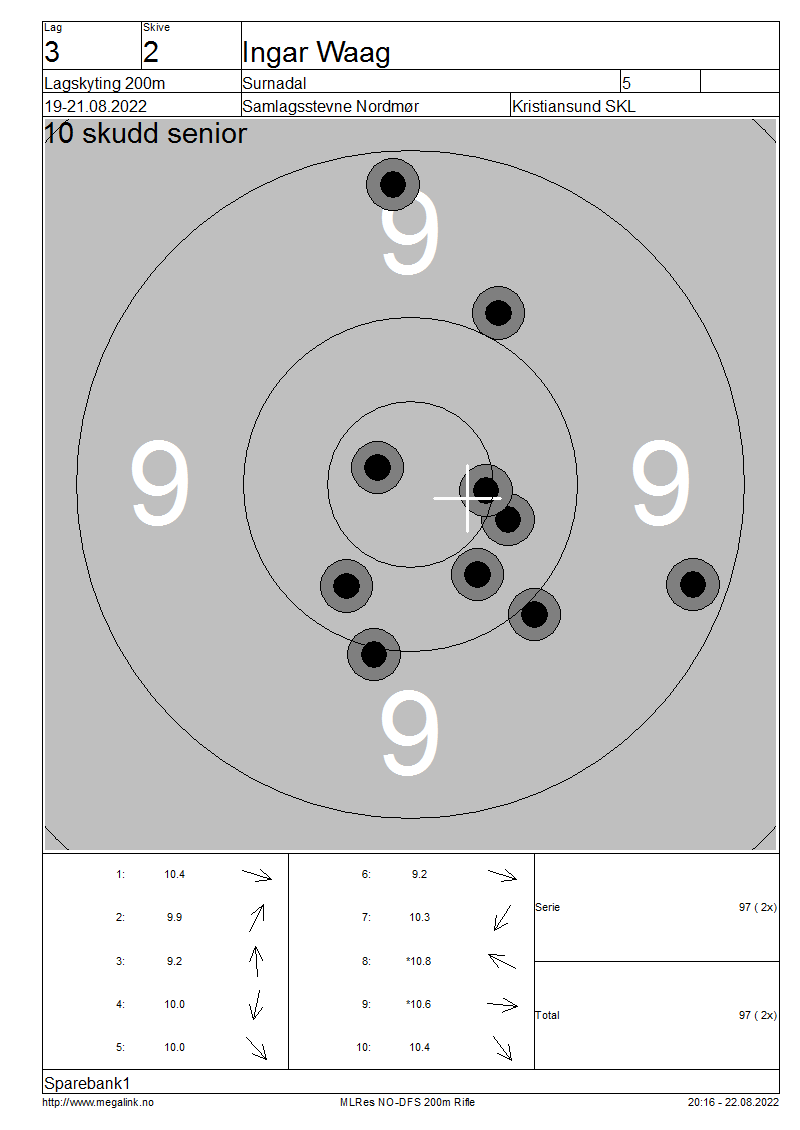 Lag Skive
3 2 Ingar Waag
Lagskyting 200m Surnadal 5
19-21.08.2022 Samlagsstevne Nordmør Kristiansund SKL
10 skudd senior
9
9 9
9
1: 10.4 6: 9.2
2: 9.9 7: 10.3
Serie 97 ( 2x)
3: 9.2 8: *10.8
4: 10.0 9: *10.6
Total 97 ( 2x)
5: 10.0 10: 10.4
Sparebank1
http://www.megalink.no MLRes NO-DFS 200m Rifle 20:16 - 22.08.2022